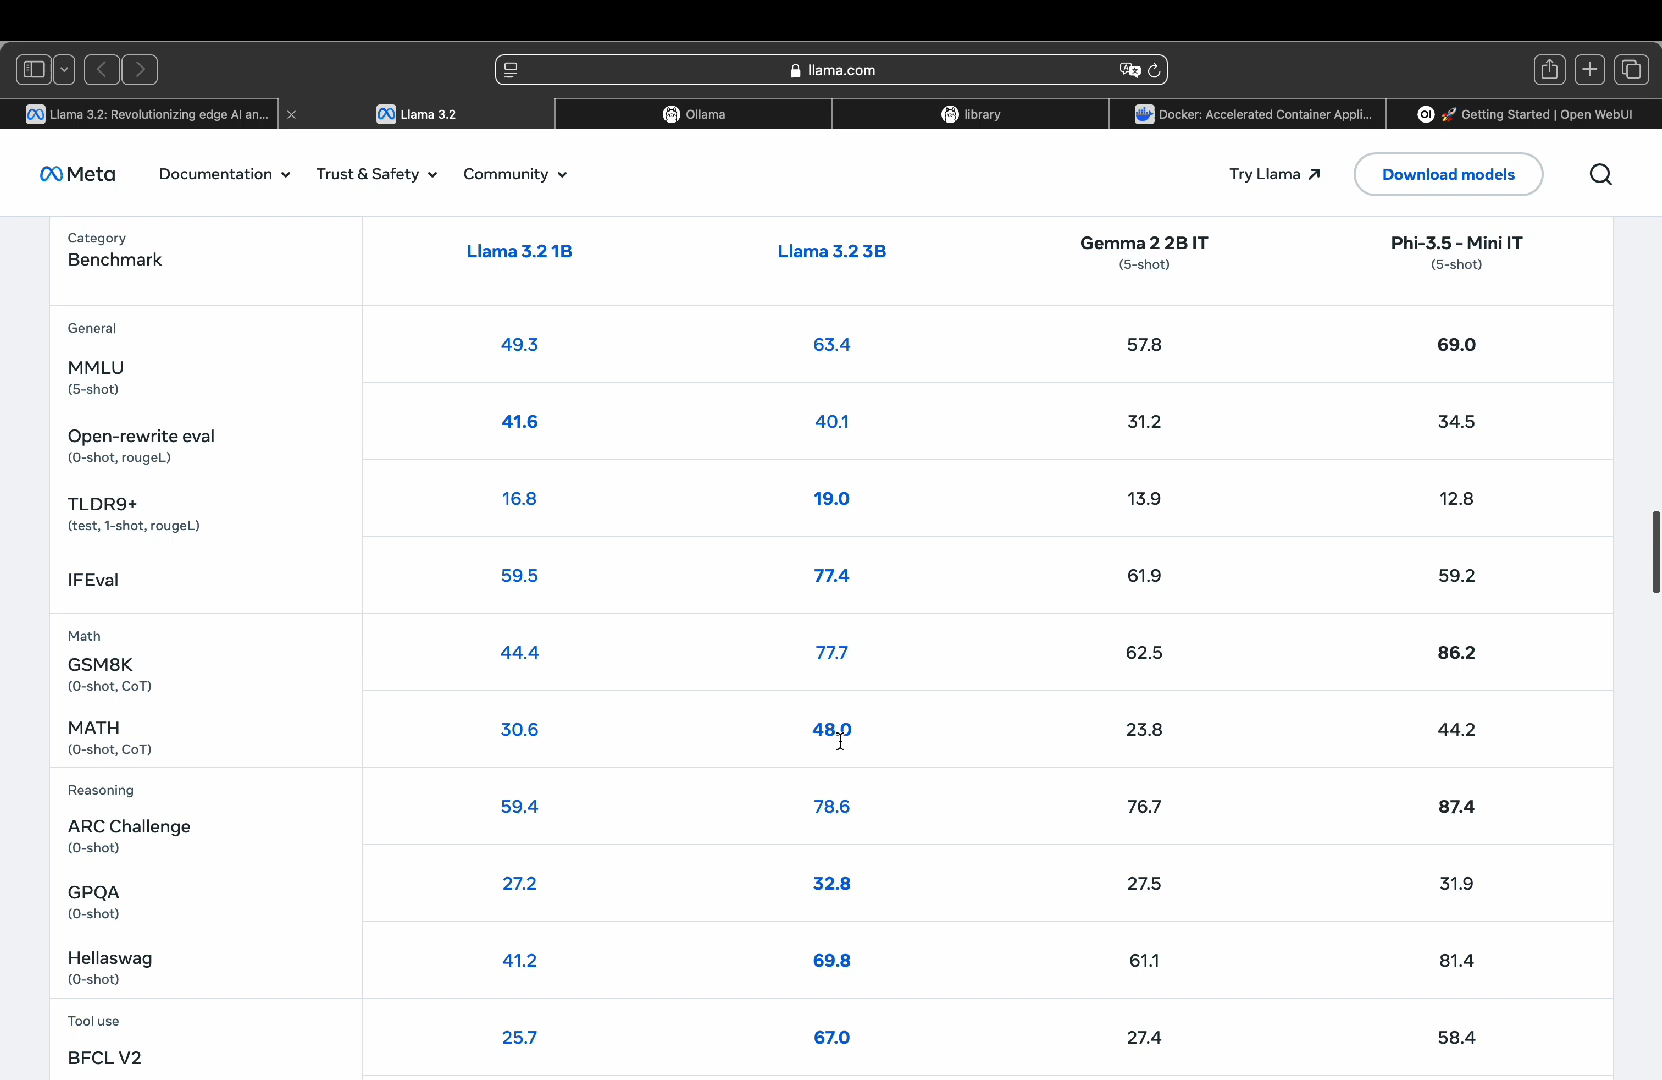 llama.com
Llama 3.2: Revolutionizing edge AI an...
Llama 3.2
Ollama
library
Docker: Accelerated Container Appli...
🚀 Getting Started | Open WebUI
Meta
Documentation
Trust & Safety
Community
Try Llama
Download models
Category
Benchmark
Llama 3.2 1B
Llama 3.2 3B
Gemma 2 2B IT
(5-shot)
Phi-3.5 - Mini IT
(5-shot)
General
MMLU
(5-shot)
49.3
63.4
57.8
69.0
Open-rewrite eval
(0-shot, rougeL)
41.6
40.1
31.2
34.5
TLDR9+
(test, 1-shot, rougeL)
16.8
19.0
13.9
12.8
IFEval
59.5
77.4
61.9
59.2
Math
GSM8K
(0-shot, CoT)
44.4
77.7
62.5
86.2
MATH
(0-shot, CoT)
30.6
48.0
23.8
44.2
Reasoning
ARC Challenge
(0-shot)
59.4
78.6
76.7
87.4
GPQA
(0-shot)
27.2
32.8
27.5
31.9
Hellaswag
(0-shot)
41.2
69.8
61.1
81.4
Tool use
BFCL V2
25.7
67.0
27.4
58.4